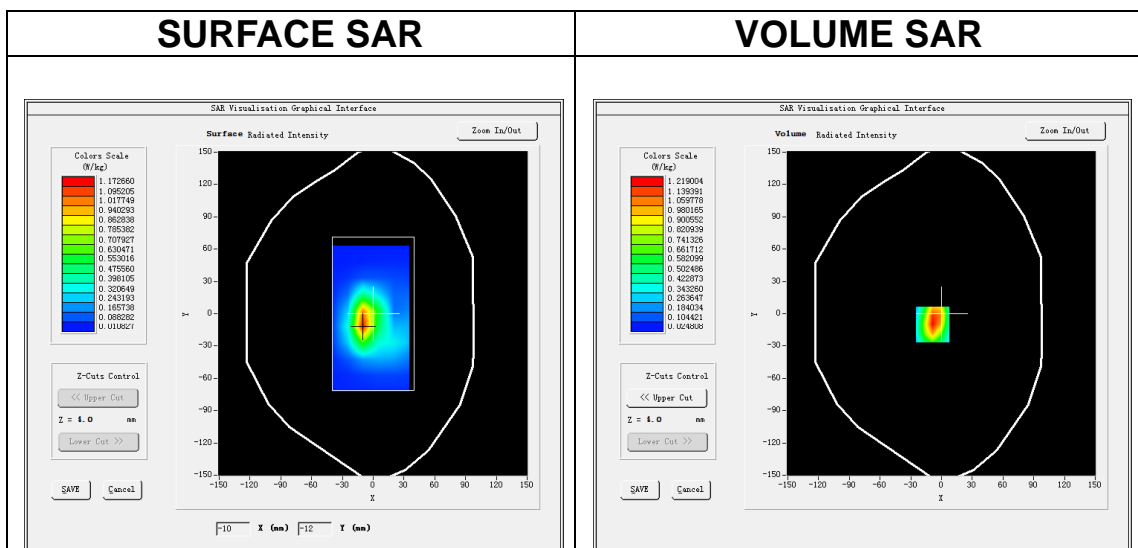 SURFACE SAR
VOLUME SAR
SAR Visualisation Graphical Interface
Surface Radiated Intensity
Zoom In/Out
Colors Scale
(W/kg)
1.172660
1.095205
1.017749
0.940293
0.862838
0.785382
0.707927
0.630471
0.553016
0.475560
0.398105
0.320649
0.243193
0.165738
0.088282
0.010827
150
120
90
60
30
0
-30
-60
-90
-120
-150
Y
-150 -120 -90 -60 -30 0 30 60 90 120 150
X
Z-Cuts Control
<< Upper Cut
Z = 4.0 mm
Lower Cut >>
SAVE Cancel
-10 X (mm) -12 Y (mm)
SAR Visualisation Graphical Interface
Volume Radiated Intensity
Zoom In/Out
Colors Scale
(W/kg)
1.219004
1.139391
1.059778
0.980165
0.900552
0.820939
0.741326
0.661712
0.582099
0.502486
0.422873
0.343260
0.263647
0.184034
0.104421
0.024808
150
120
90
60
30
0
-30
-60
-90
-120
-150
Y
-150 -120 -90 -60 -30 0 30 60 90 120 150
X
Z-Cuts Control
<< Upper Cut
Z = 4.0 mm
Lower Cut >>
SAVE Cancel